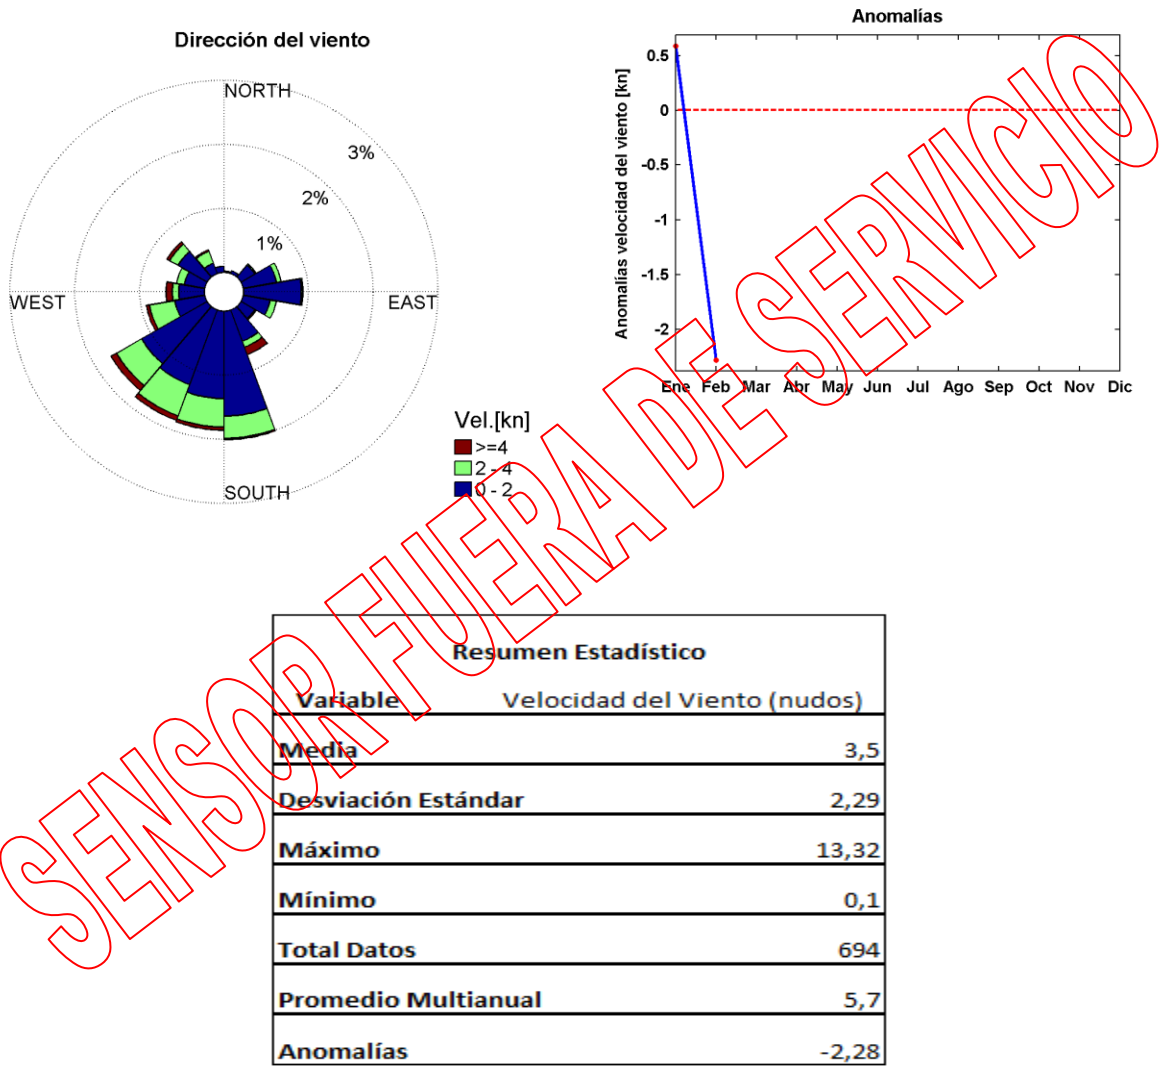 Dirección del viento
NORTH
3%
2%
1%
WEST
EAST
SOUTH
Vel.[kn]
>=4
2 - 4
0 - 2
Anomalías
Anomalías velocidad del viento [kn]
0.5
0
-0.5
-1
-1.5
-2
Ene Feb Mar Abr May Jun Jul Ago Sep Oct Nov Dic
SENSOR FUERA DE SERVICIO
Resumen Estadístico
Variable Velocidad del Viento (nudos)
Media 3,5
Desviación Estándar 2,29
Máximo 13,32
Mínimo 0,1
Total Datos 694
Promedio Multianual 5,7
Anomalías -2,28